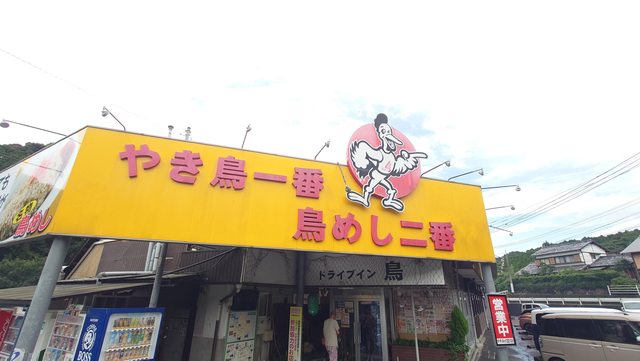 やき鳥一番
鳥めし二番
鳥めし
ドライブイン 鳥
営業中
BOSS